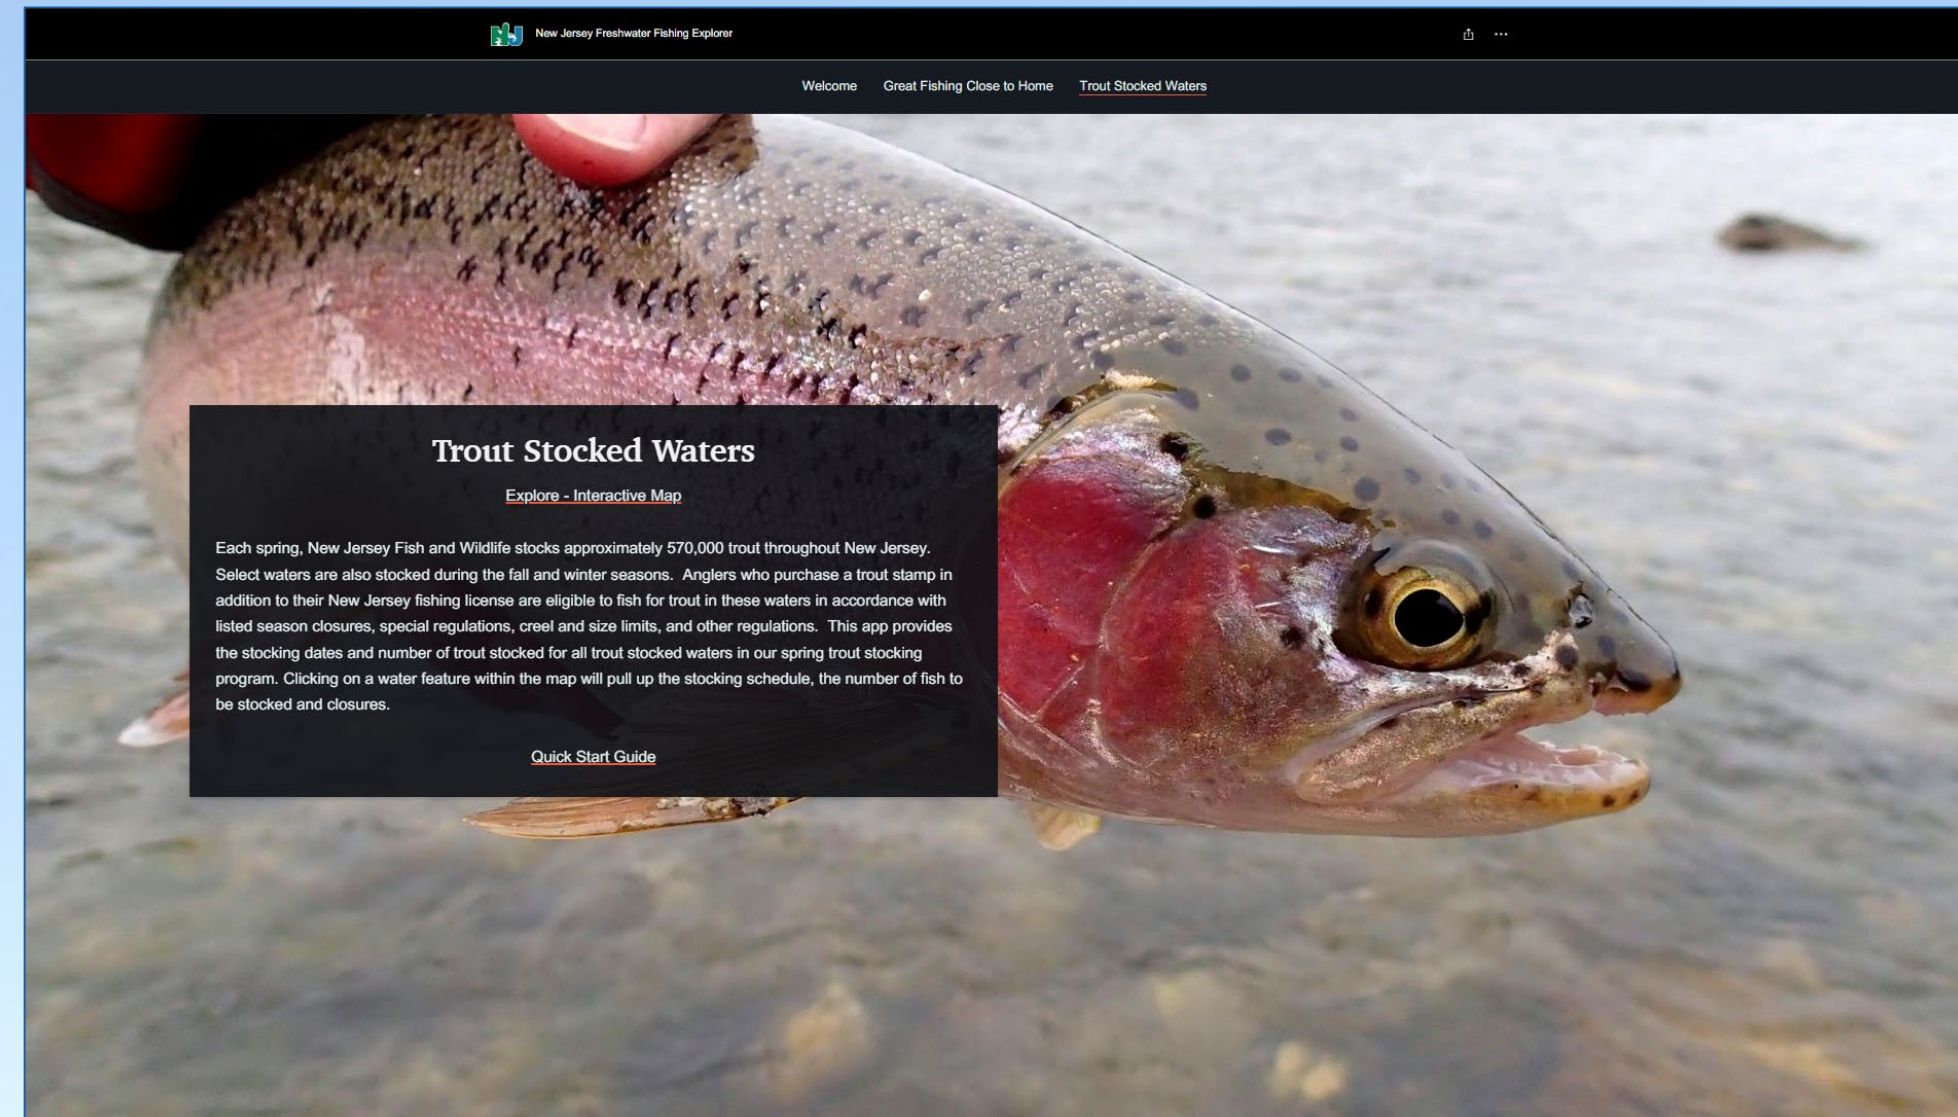 New Jersey Freshwater Fishing Explorer
Welcome Great Fishing Close to Home Trout Stocked Waters
Trout Stocked Waters
Explore - Interactive Map
Each spring, New Jersey Fish and Wildlife stocks approximately 570,000 trout throughout New Jersey.
Select waters are also stocked during the fall and winter seasons.  Anglers who purchase a trout stamp in
addition to their New Jersey fishing license are eligible to fish for trout in these waters in accordance with
listed season closures, special regulations, creel and size limits, and other regulations.  This app provides
the stocking dates and number of trout stocked for all trout stocked waters in our spring trout stocking
program. Clicking on a water feature within the map will pull up the stocking schedule, the number of fish to
be stocked and closures.
Quick Start Guide